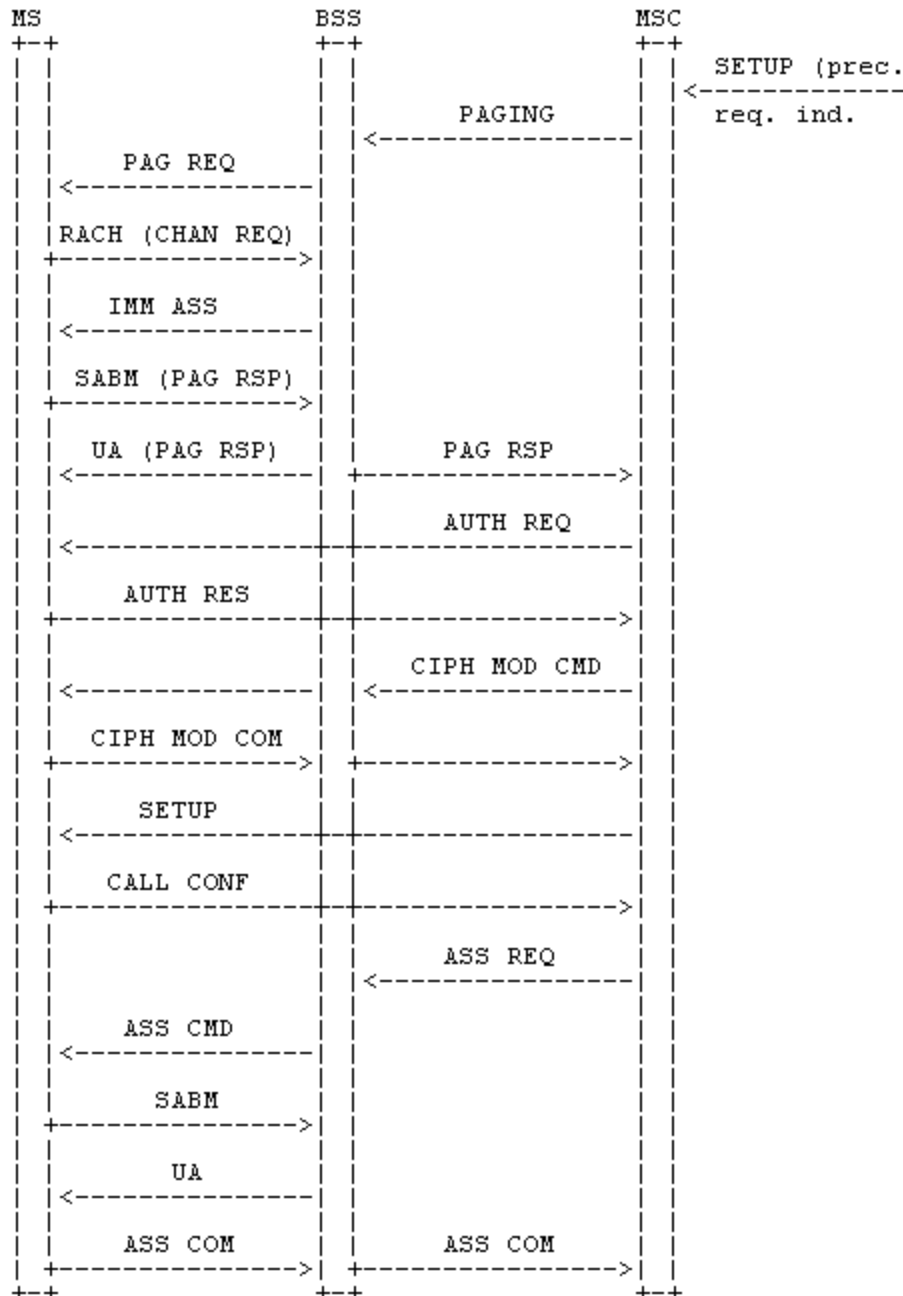 MS BSS MSC
SETUP (prec.
PAGING
req. ind.
PAG REQ
RACH (CHAN REQ)
IMM ASS
SABM (PAG RSP)
UA (PAG RSP) PAG RSP
AUTH REQ
AUTH RES
CIPH MOD CMD
CIPH MOD COM
SETUP
CALL CONF
ASS REQ
ASS CMD
SABM
UA
ASS COM ASS COM